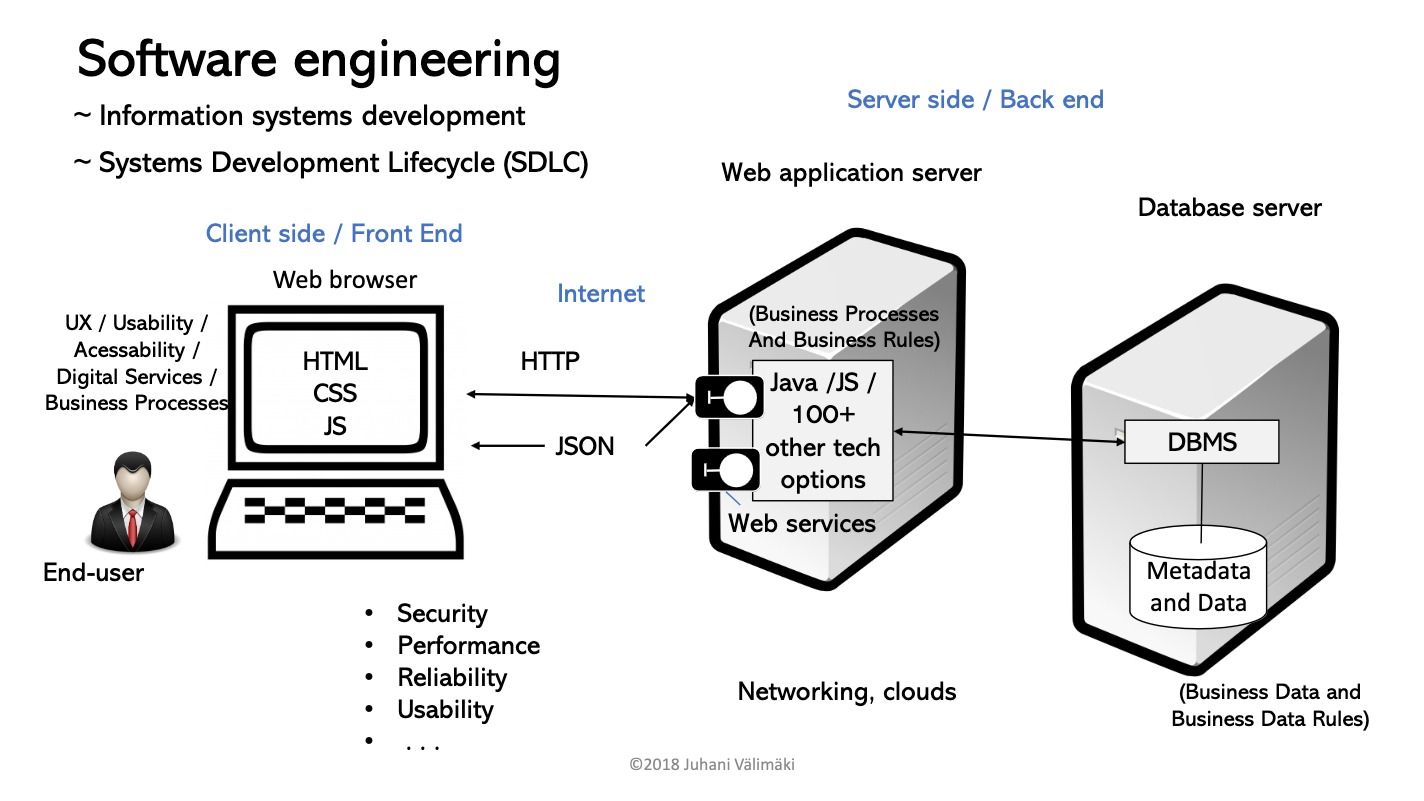 Software engineering
~ Information systems development
~ Systems Development Lifecycle (SDLC)
Server side / Back end
Web application server
Database server
Client side / Front End
Web browser
Internet
UX / Usability /
Acessability /
Digital Services /
Business Processes
HTML
CSS
JS
HTTP
JSON
(Business Processes
And Business Rules)
Java /JS /
100+
other tech
options
Web services
DBMS
Metadata
and Data
End-user
• Security
• Performance
• Reliability
• Usability
• . . .
Networking, clouds
(Business Data and
Business Data Rules)
©2018 Juhani Välimäki